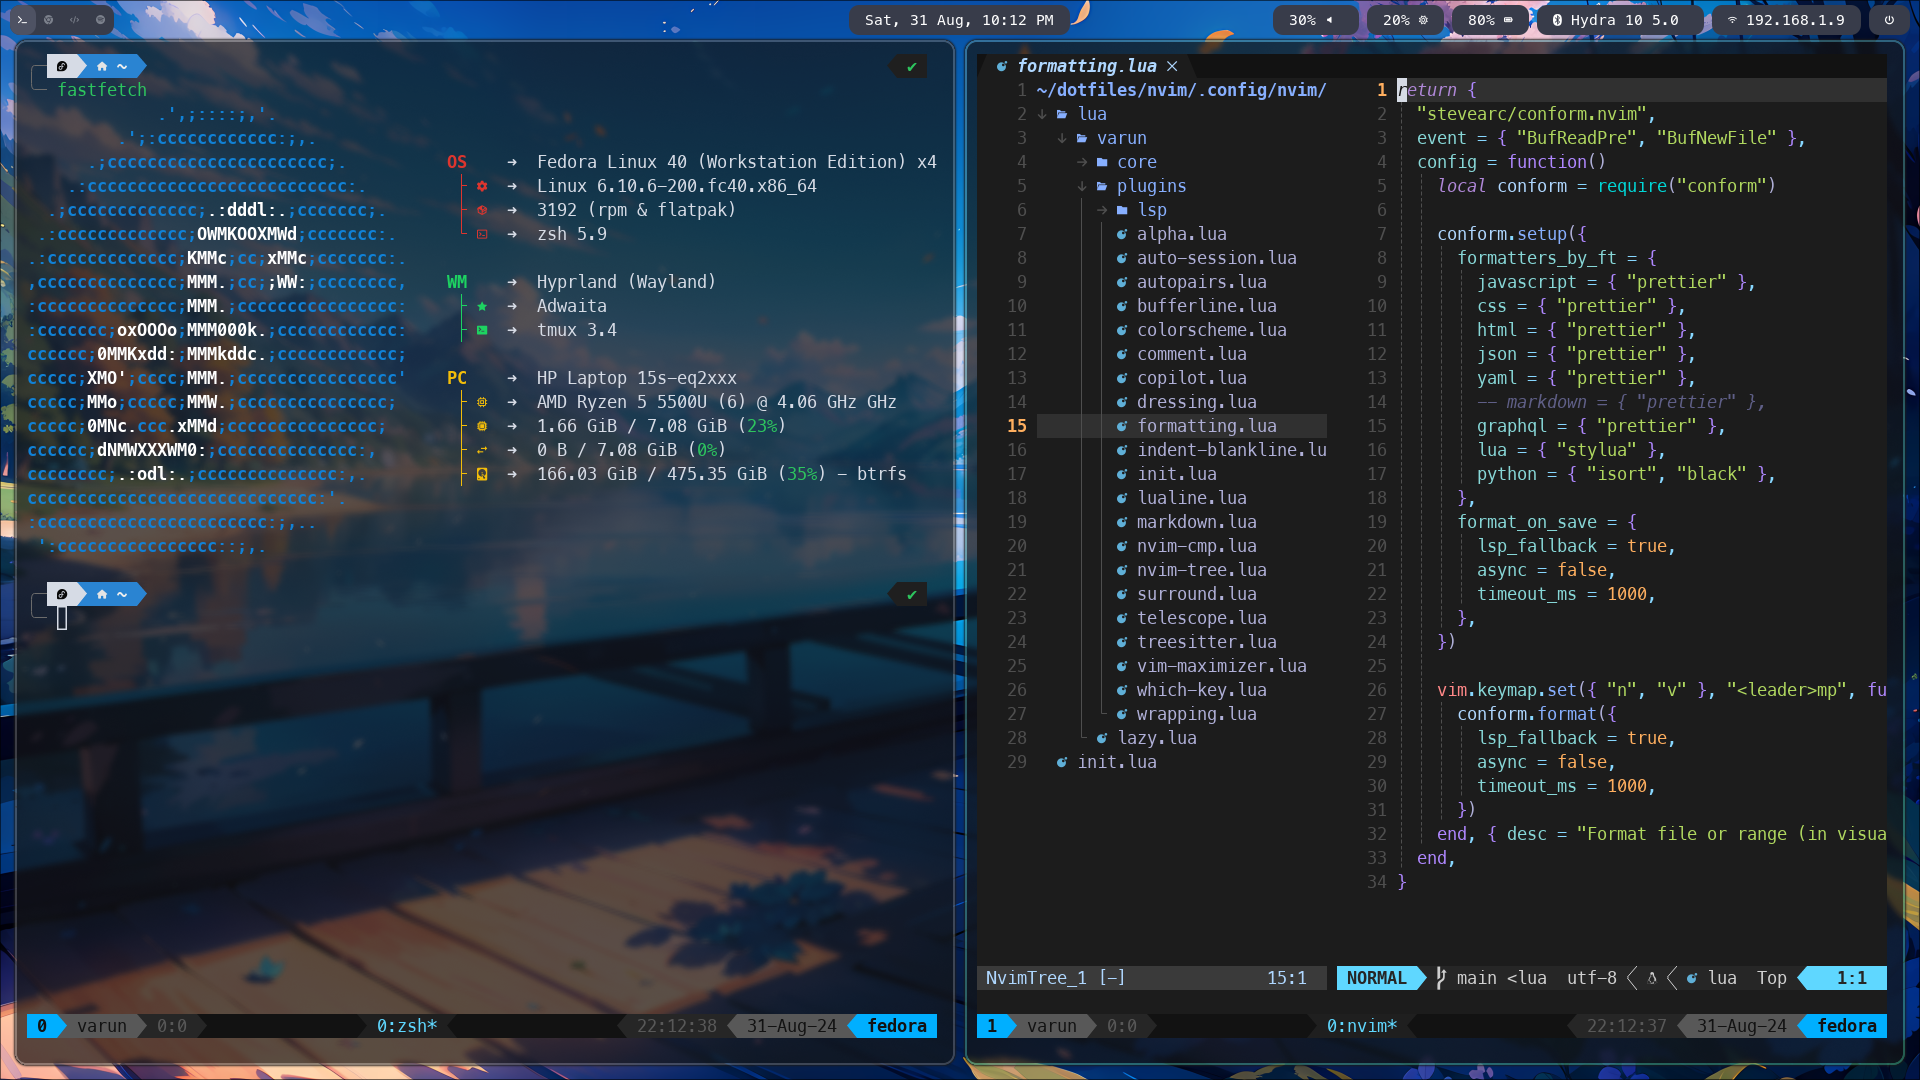 Sat, 31 Aug, 10:12 PM
30%
20%
80%
Hydra 10 5.0
192.168.1.9
~
fastfetch
.',;::::;,'.
.';:cccccccccccc:;,.
.;cccccccccccccccccccccc;.
.:cccccccccccccccccccccccccc:.
.;ccccccccccccc;.:dddl:.;ccccccc;.
.:ccccccccccccc;OWMKOOXMWd;ccccccc:.
.:ccccccccccccc;KMMc;cc;xMMc;ccccccc:.
,cccccccccccccc;MMM.;cc;;WW:;cccccccc,
:cccccccccccccc;MMM.;cccccccccccccccc:
:ccccccc;oxOOOo;MMM000k.;cccccccccccc:
cccccc;0MMKxdd:;MMMkddc.;cccccccccccc;
ccccc;XMO';cccc;MMM.;cccccccccccccccc'
ccccc;MMo;ccccc;MMW.;ccccccccccccccc;
ccccc;0MNc.ccc.xMMd;ccccccccccccccc;
cccccc;dNMWXXXWM0:;cccccccccccccc:,
cccccccc;.:odl:.;cccccccccccccc:,.
ccccccccccccccccccccccccccccc:'.
:ccccccccccccccccccccccc:;,..
':cccccccccccccccc::;,.
OS ➜ Fedora Linux 40 (Workstation Edition) x4
➜ Linux 6.10.6-200.fc40.x86_64
➜ 3192 (rpm & flatpak)
➜ zsh 5.9
WM ➜ Hyprland (Wayland)
➜ Adwaita
➜ tmux 3.4
PC ➜ HP Laptop 15s-eq2xxx
➜ AMD Ryzen 5 5500U (6) @ 4.06 GHz GHz
➜ 1.66 GiB / 7.08 GiB (23%)
➜ 0 B / 7.08 GiB (0%)
➜ 166.03 GiB / 475.35 GiB (35%) - btrfs
~
0 varun 0:0 0:zsh* 22:12:38 31-Aug-24 fedora
formatting.lua
1 ~/dotfiles/nvim/.config/nvim/
2 lua
3 varun
4 core
5 plugins
6 lsp
7 alpha.lua
8 auto-session.lua
9 autopairs.lua
10 bufferline.lua
11 colorscheme.lua
12 comment.lua
13 copilot.lua
14 dressing.lua
15 formatting.lua
16 indent-blankline.lu
17 init.lua
18 lualine.lua
19 markdown.lua
20 nvim-cmp.lua
21 nvim-tree.lua
22 surround.lua
23 telescope.lua
24 treesitter.lua
25 vim-maximizer.lua
26 which-key.lua
27 wrapping.lua
28 lazy.lua
29 init.lua
1 return {
2 "stevearc/conform.nvim",
3 event = { "BufReadPre", "BufNewFile" },
4 config = function()
5 local conform = require("conform")
6
7 conform.setup({
8 formatters_by_ft = {
9 javascript = { "prettier" },
10 css = { "prettier" },
11 html = { "prettier" },
12 json = { "prettier" },
13 yaml = { "prettier" },
14 -- markdown = { "prettier" },
15 graphql = { "prettier" },
16 lua = { "stylua" },
17 python = { "isort", "black" },
18 },
19 format_on_save = {
20 lsp_fallback = true,
21 async = false,
22 timeout_ms = 1000,
23 },
24 })
25
26 vim.keymap.set({ "n", "v" }, "<leader>mp", fu
27 conform.format({
28 lsp_fallback = true,
29 async = false,
30 timeout_ms = 1000,
31 })
32 end, { desc = "Format file or range (in visua
33 end,
34 }
NvimTree_1 [-] 15:1
NORMAL main <lua utf-8 lua Top 1:1
1 varun 0:0 0:nvim* 22:12:37 31-Aug-24 fedora